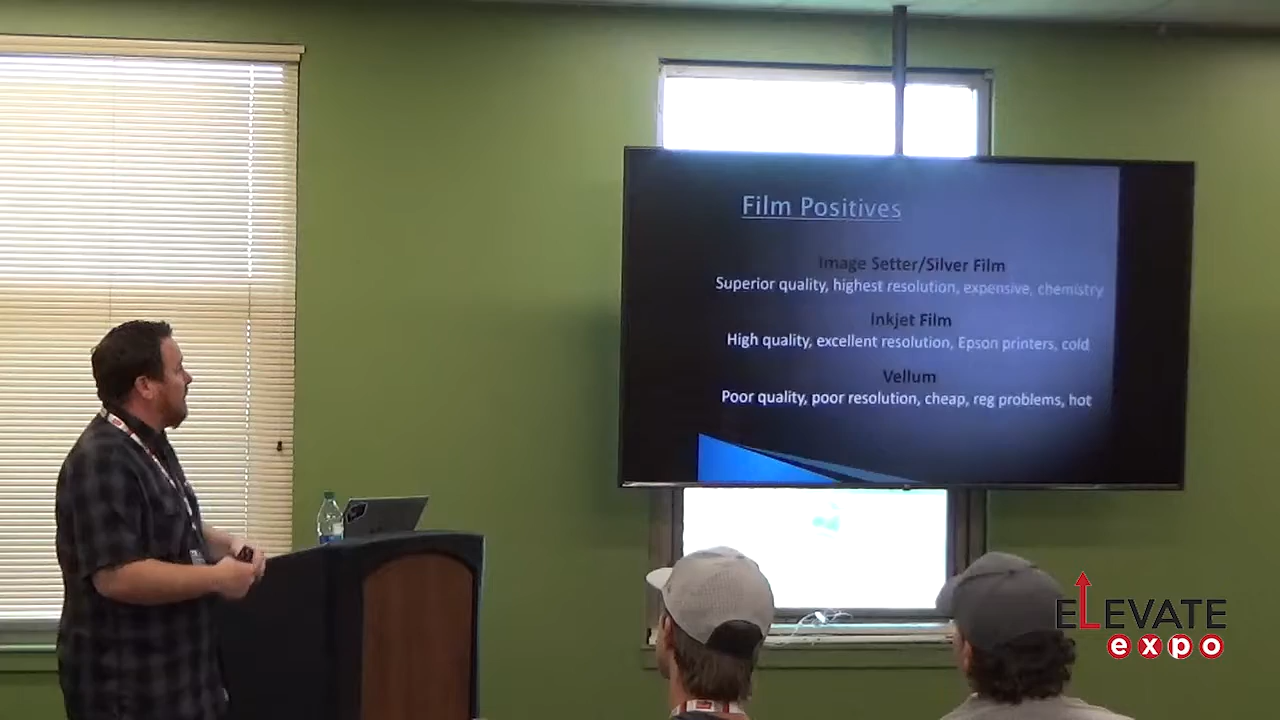 Film Positives
Image Setter/Silver Film
Superior quality, highest resolution, expensive, chemistry
Inkjet Film
High quality, excellent resolution, Epson printers, cold
Vellum
Poor quality, poor resolution, cheap, reg problems, hot
ELEVATE
expo